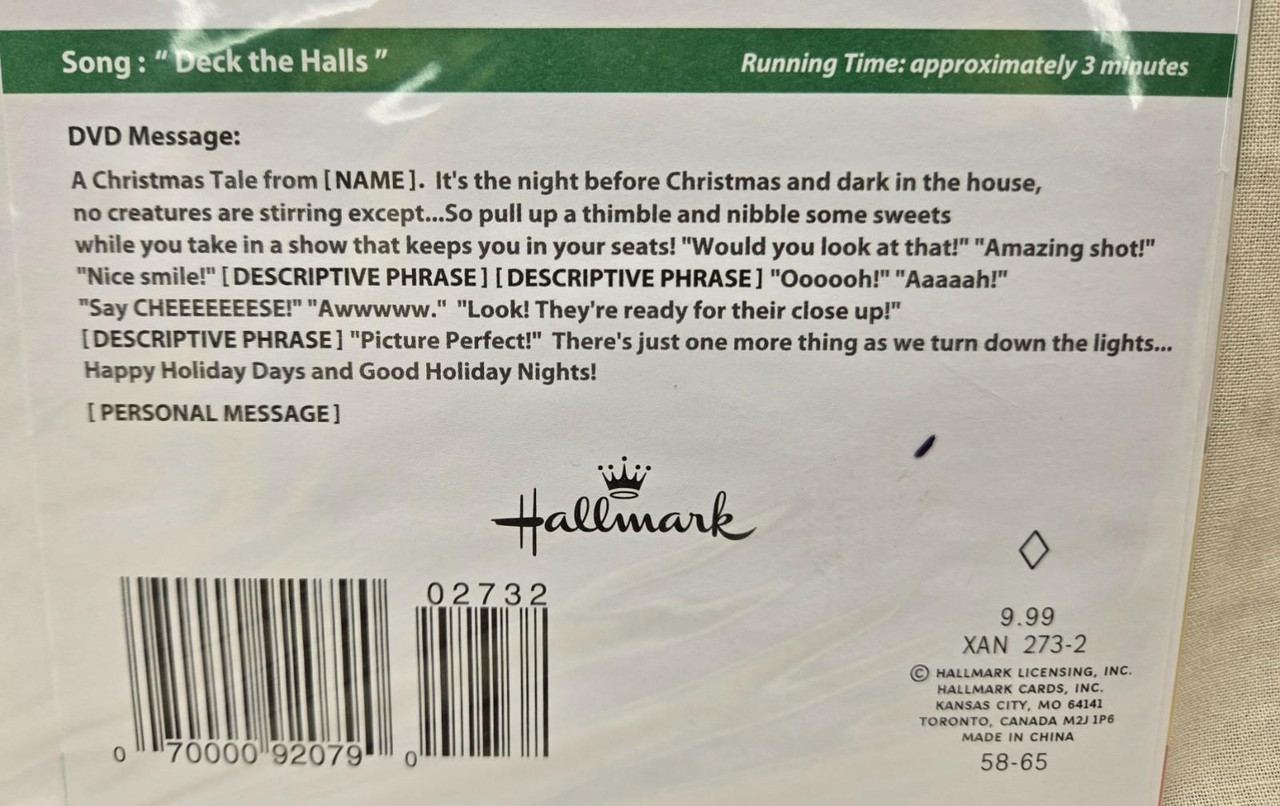 Song : " Deck the Halls "
Running Time: approximately 3 minutes
DVD Message:
A Christmas Tale from [ NAME ]. It's the night before Christmas and dark in the house,
no creatures are stirring except...So pull up a thimble and nibble some sweets
while you take in a show that keeps you in your seats! "Would you look at that!" "Amazing shot!"
"Nice smile!" [ DESCRIPTIVE PHRASE ] [ DESCRIPTIVE PHRASE ] "Oooooh!" "Aaaaah!"
"Say CHEEEEEEESE!" "Awwwww." "Look! They're ready for their close up!"
[ DESCRIPTIVE PHRASE ] "Picture Perfect!" There's just one more thing as we turn down the lights...
Happy Holiday Days and Good Holiday Nights!
[ PERSONAL MESSAGE ]
Hallmark
02732
0 70000 92079 0
9.99
XAN 273-2
© HALLMARK LICENSING, INC.
HALLMARK CARDS, INC.
KANSAS CITY, MO 64141
TORONTO, CANADA M2J 1P6
MADE IN CHINA
58-65